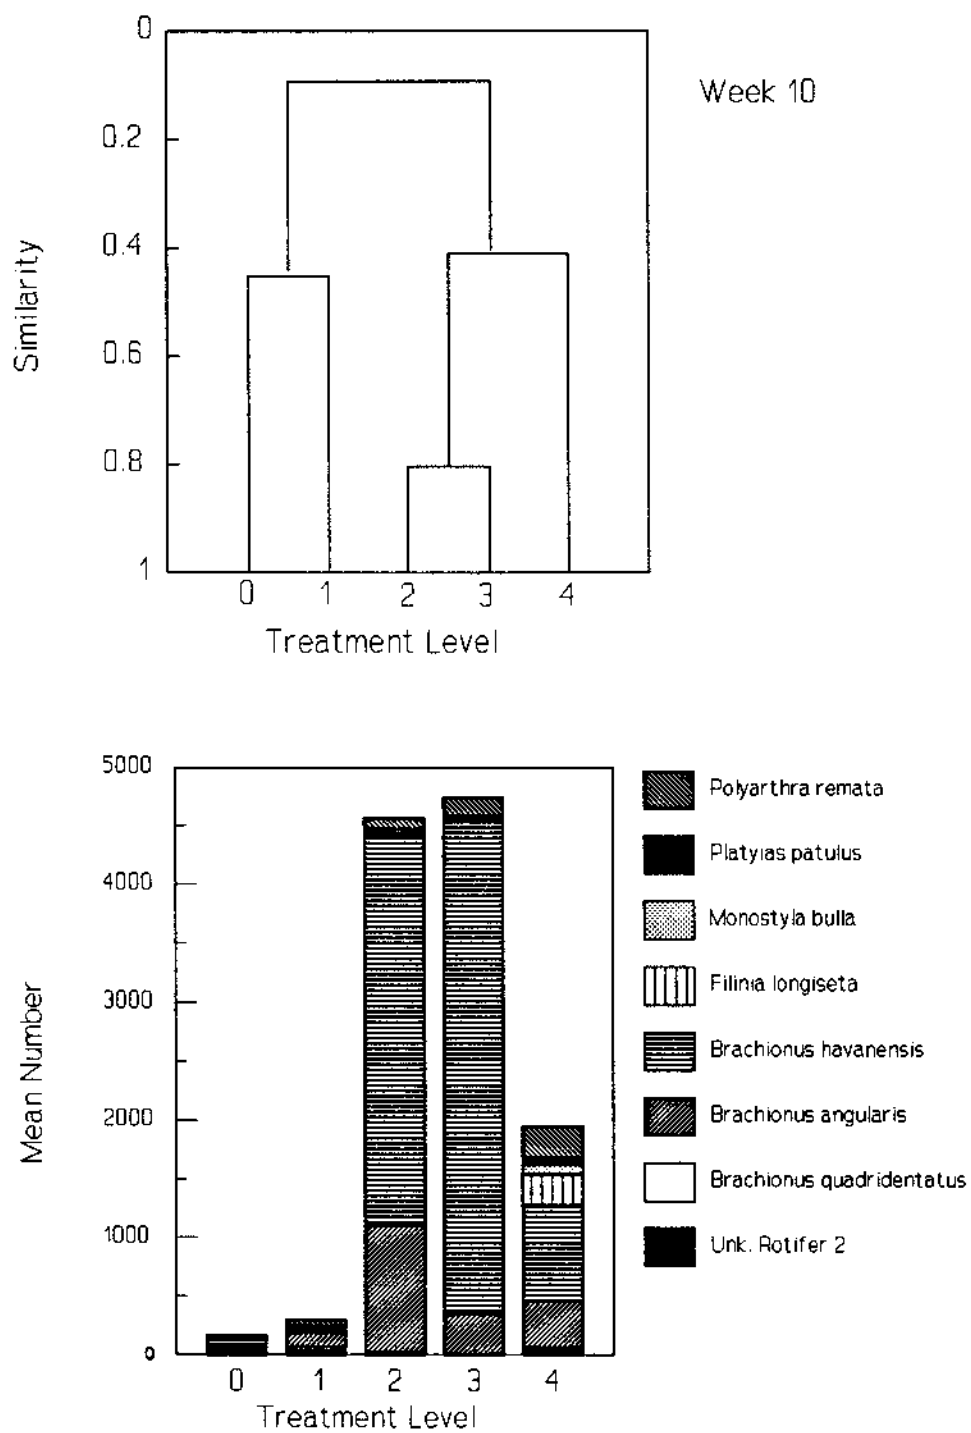 Week 10
Similarity
0
0.2
0.4
0.6
0.8
1
0 1 2 3 4
Treatment Level
Mean Number
5000
4000
3000
2000
1000
0
0 1 2 3 4
Treatment Level
Polyarthra remata
Platyias patulus
Monostyla bulla
Filinia longiseta
Brachionus havanensis
Brachionus angularis
Brachionus quadridentatus
Unk. Rotifer 2